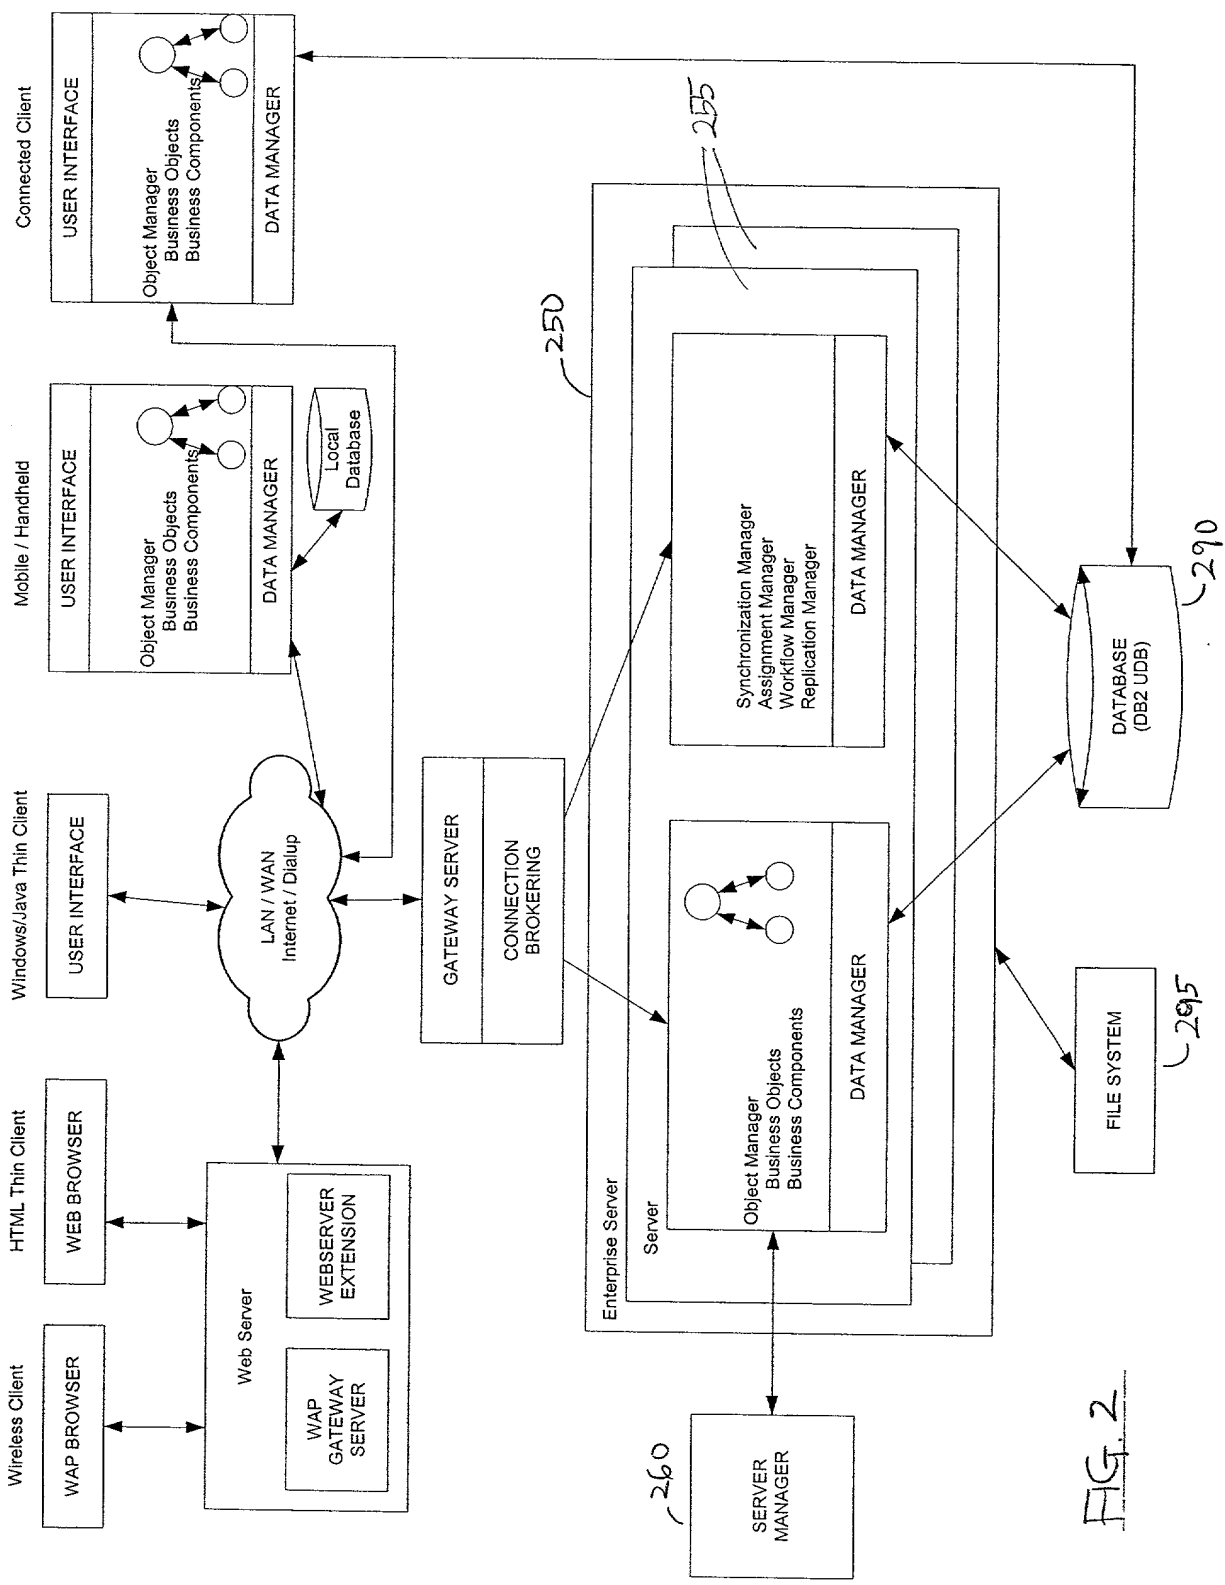 Wireless Client
HTML Thin Client
Windows/Java Thin Client
Mobile / Handheld
Connected Client
WAP BROWSER
WEB BROWSER
USER INTERFACE
USER INTERFACE
Object Manager
Business Objects
Business Components
DATA MANAGER
Local
Database
USER INTERFACE
Object Manager
Business Objects
Business Components
DATA MANAGER
Web Server
WAP
GATEWAY
SERVER
WEBSERVER
EXTENSION
LAN / WAN
Internet / Dialup
GATEWAY SERVER
CONNECTION
BROKERING
250
255
Enterprise Server
Server
260
SERVER
MANAGER
Object Manager
Business Objects
Business Components
DATA MANAGER
Synchronization Manager
Assignment Manager
Workflow Manager
Replication Manager
DATA MANAGER
FILE SYSTEM
295
DATABASE
(DB2 UDB)
290
FIG. 2